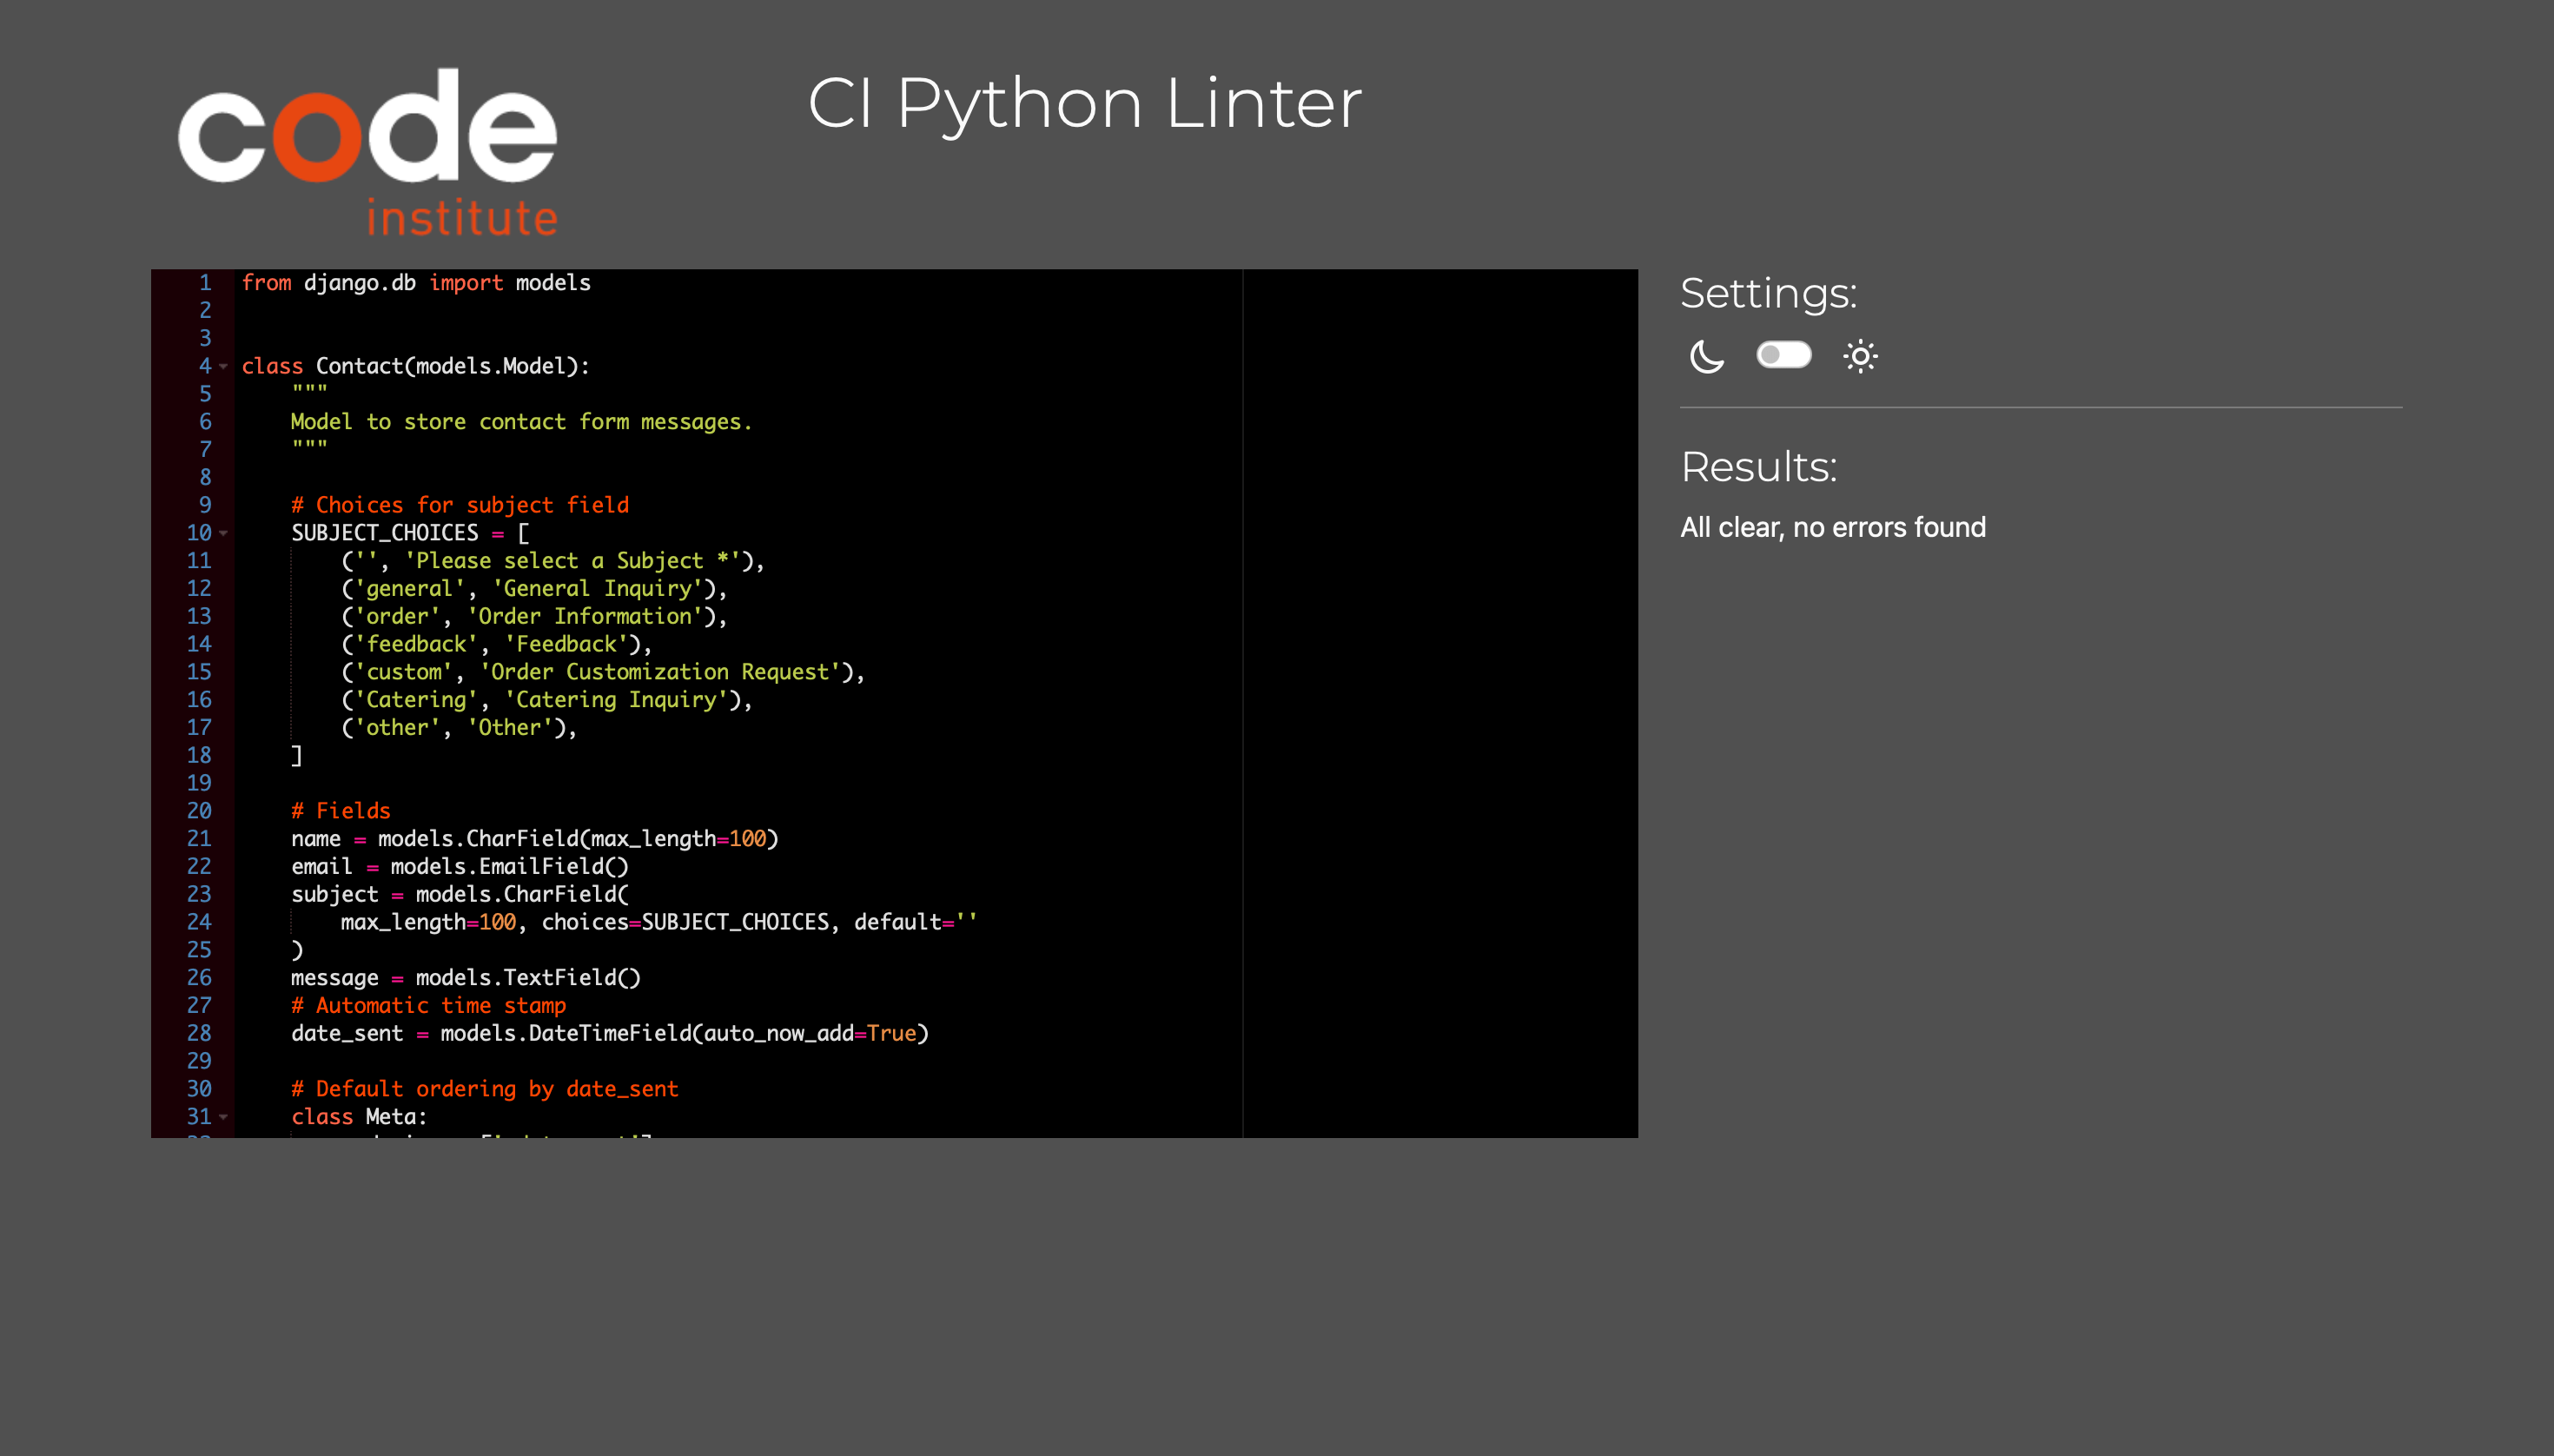 code
institute
CI Python Linter
1 from django.db import models
2
3
4 class Contact(models.Model):
5     """
6     Model to store contact form messages.
7     """
8
9     # Choices for subject field
10     SUBJECT_CHOICES = [
11         ('', 'Please select a Subject *'),
12         ('general', 'General Inquiry'),
13         ('order', 'Order Information'),
14         ('feedback', 'Feedback'),
15         ('custom', 'Order Customization Request'),
16         ('Catering', 'Catering Inquiry'),
17         ('other', 'Other'),
18     ]
19
20     # Fields
21     name = models.CharField(max_length=100)
22     email = models.EmailField()
23     subject = models.CharField(
24         max_length=100, choices=SUBJECT_CHOICES, default=''
25     )
26     message = models.TextField()
27     # Automatic time stamp
28     date_sent = models.DateTimeField(auto_now_add=True)
29
30     # Default ordering by date_sent
31     class Meta:
Settings:
Results:
All clear, no errors found